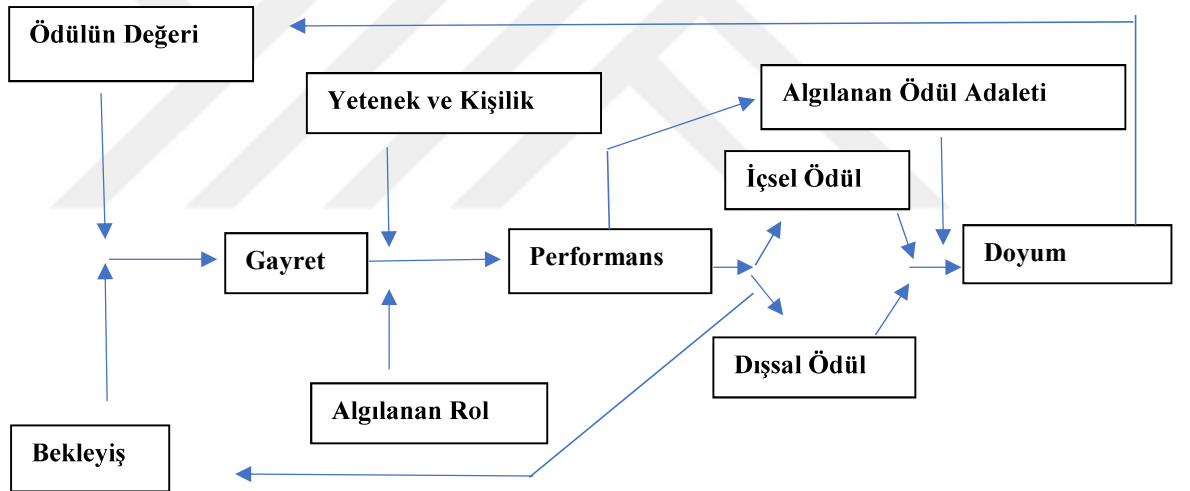 Ödülün Değeri
Yetenek ve Kişilik
Algılanan Ödül Adaleti
İçsel Ödül
Gayret
Performans
Doyum
Dışsal Ödül
Algılanan Rol
Bekleyiş